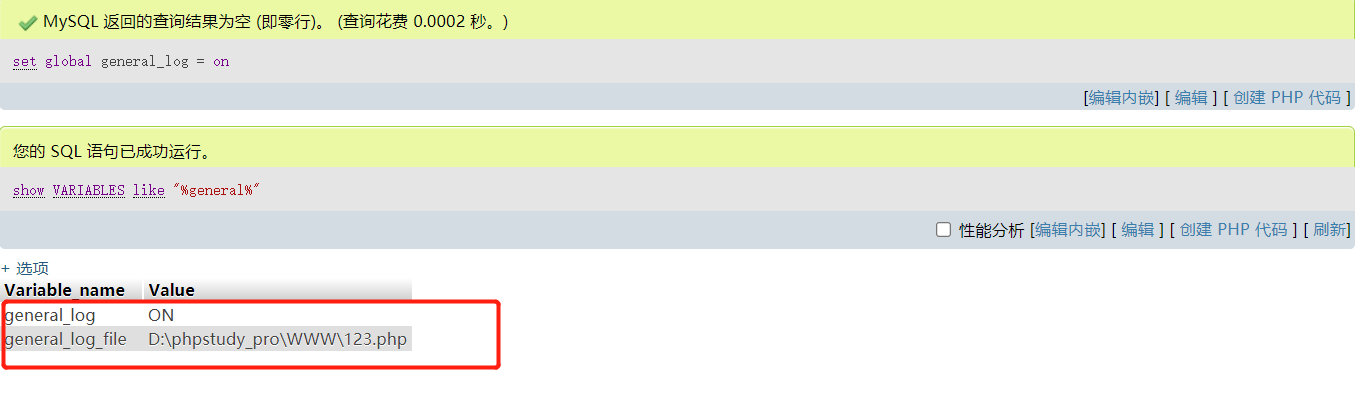 MySQL 返回的查询结果为空 (即零行)。 (查询花费 0.0002 秒。)
set global general_log = on
[编辑内嵌] [ 编辑 ] [ 创建 PHP 代码 ]
您的 SQL 语句已成功运行。
show VARIABLES like "%general%"
性能分析 [编辑内嵌] [ 编辑 ] [ 创建 PHP 代码 ] [ 刷新]
+ 选项
Variable_name Value
general_log ON
general_log_file D:\phpstudy_pro\WWW\123.php